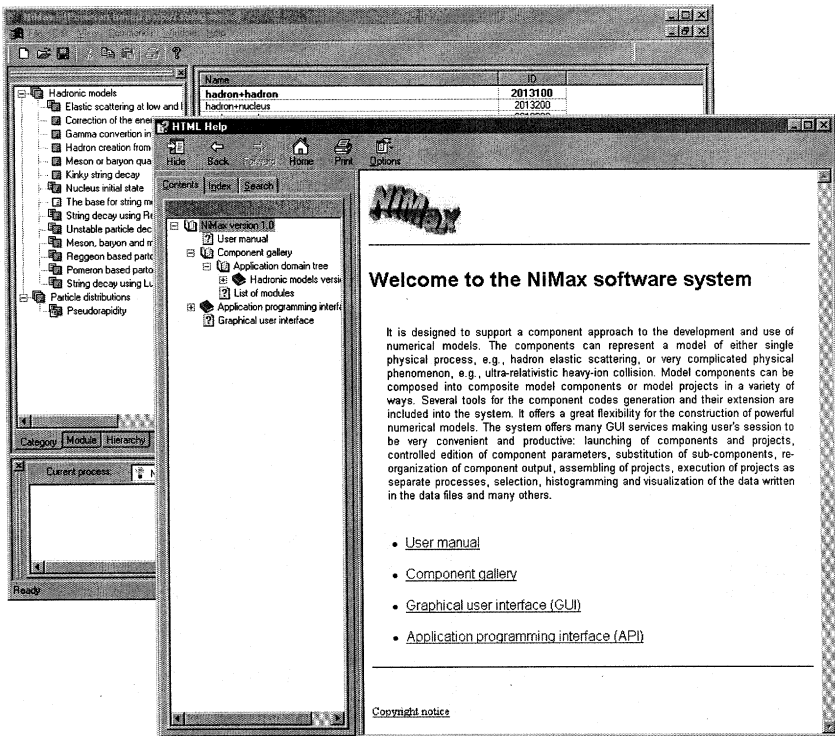 Name
ID
Hadronic models
Elastic scattering at low and
Correction of the ener
Gamma convertion in
Hadron creation from
Meson or baryon qua
Kinky string decay
Nucleus initial state
The base for string m
String decay using Re
Unstable particle dec
Meson, baryon and m
Reggeon based parto
Pomeron based parto
String decay using Lu
Particle distributions
Pseudorapidity
hadron+hadron 2013100
hadron+nucleus 2013200
Category Module Hierarchy
Current process:
Ready
HTML Help
Hide Back Forward Home Print Options
Contents Index Search
NiMax version 1.0
User manual
Component gallery
Application domain tree
Hadronic models versi
List of modules
Application programming interfa
Graphical user interface
NiMax
Welcome to the NiMax software system
It is designed to support a component approach to the development and use of
numerical models. The components can represent a model of either single
physical process, e.g., hadron elastic scattering, or very complicated physical
phenomenon, e.g., ultra-relativistic heavy-ion collision. Model components can be
composed into composite model components or model projects in a variety of
ways. Several tools for the component codes generation and their extension are
included into the system. It offers a great flexibility for the construction of powerful
numerical models. The system offers many GUI services making user's session to
be very convenient and productive: launching of components and projects,
controlled edition of component parameters, substitution of sub-components, re-
organization of component output, assembling of projects, execution of projects as
separate processes, selection, histogramming and visualization of the data written
in the data files and many others.
• User manual
• Component gallery
• Graphical user interface (GUI)
• Application programming interface (API)
Copyright notice